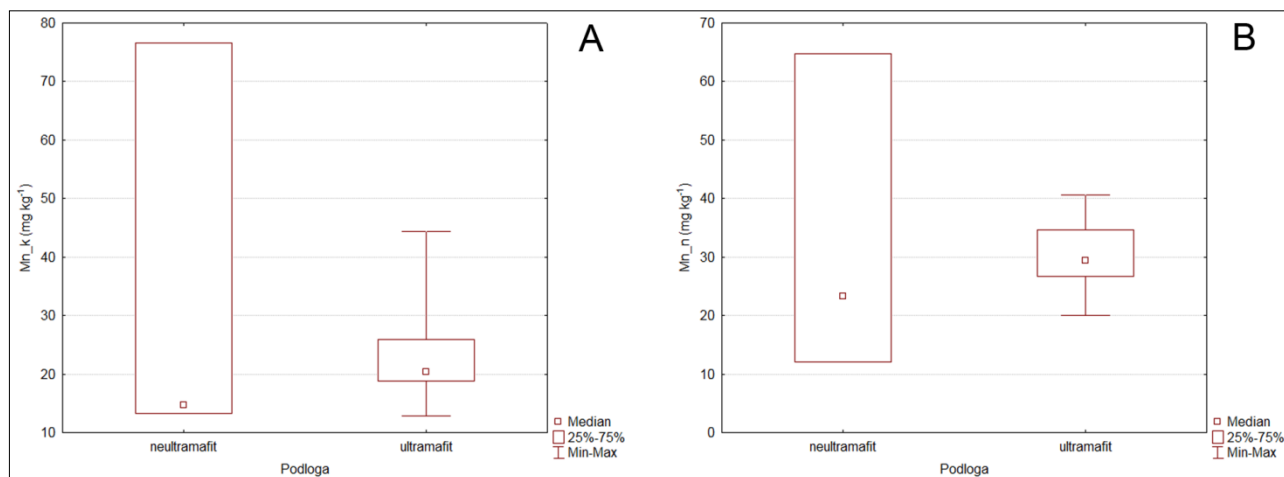 A
80
70
60
50
40
30
20
10
Mn_k (mg kg⁻¹)
neultramafit
ultramafit
Podloga
Median
25%-75%
Min-Max
B
70
60
50
40
30
20
10
0
Mn_n (mg kg⁻¹)
neultramafit
ultramafit
Podloga
Median
25%-75%
Min-Max